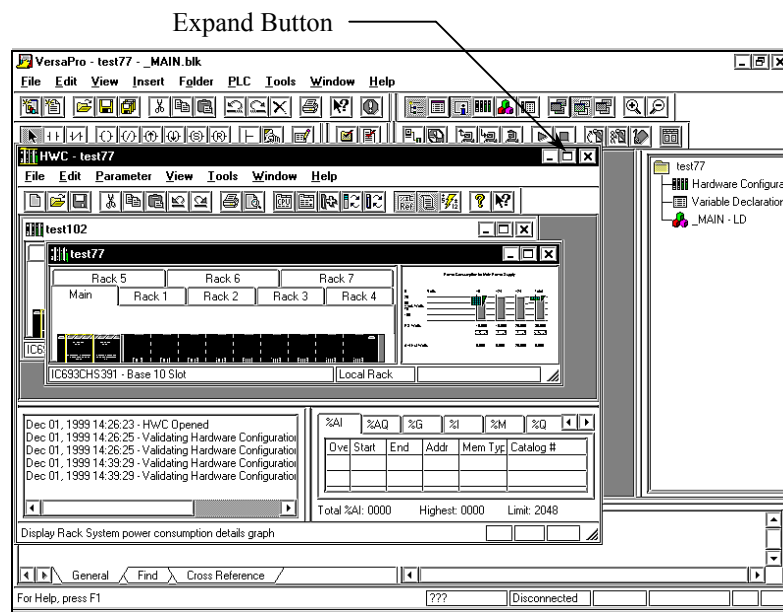 Expand Button
VersaPro - test77 - _MAIN.blk
File Edit View Insert Folder PLC Tools Window Help
HWC - test77
File Edit Parameter View Tools Window Help
test77
Hardware Configura
Variable Declaration
_MAIN - LD
test102
test77
Rack 5 Rack 6 Rack 7
Main Rack 1 Rack 2 Rack 3 Rack 4
Power Consumption for Main Power Supply
IC693CHS391 - Base 10 Slot Local Rack
Dec 01, 1999 14:26:23 - HWC Opened
Dec 01, 1999 14:26:25 - Validating Hardware Configuration
Dec 01, 1999 14:26:25 - Validating Hardware Configuration
Dec 01, 1999 14:39:29 - Validating Hardware Configuration
Dec 01, 1999 14:39:29 - Validating Hardware Configuration
%AI %AQ %G %I %M %Q
Ove Start End Addr Mem Typ Catalog #
Total %AI: 0000 Highest: 0000 Limit: 2048
Display Rack System power consumption details graph
General Find Cross Reference
For Help, press F1 ??? Disconnected